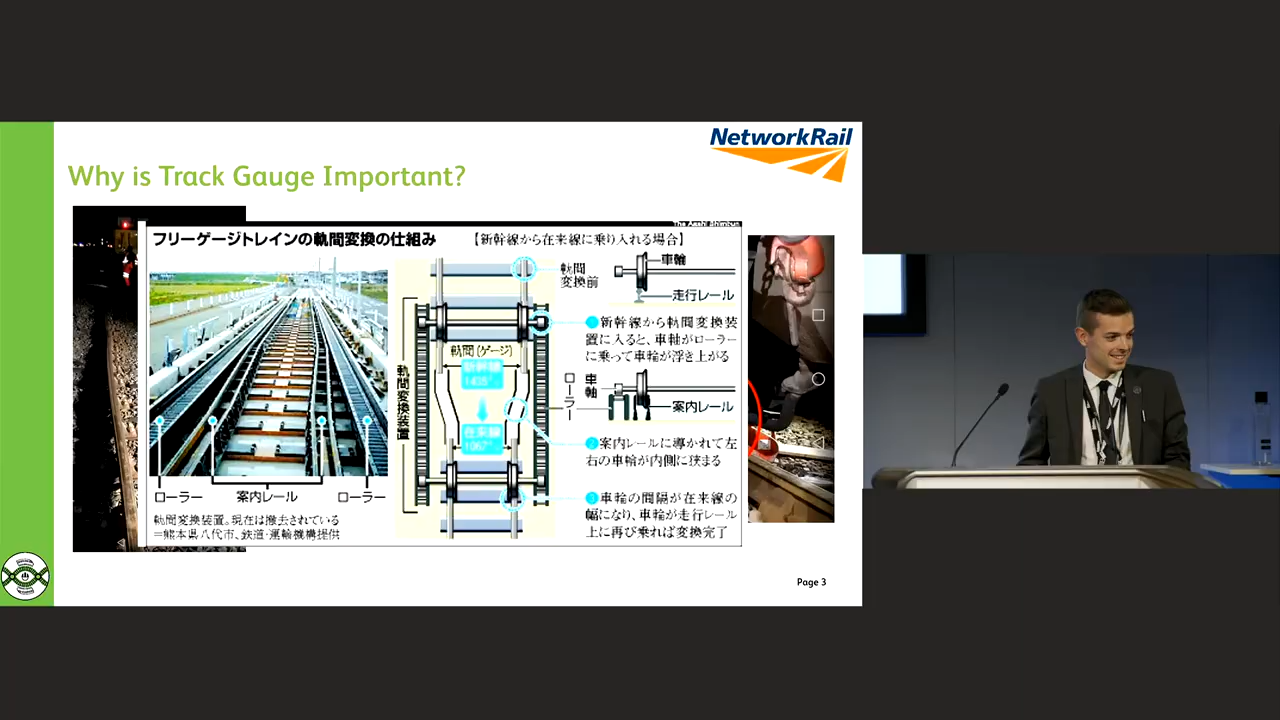 NetworkRail
Why is Track Gauge Important?
The Asahi Shimbun
フリーゲージトレインの軌間変換の仕組み
【新幹線から在来線に乗り入れる場合】
軌間
変換前
車輪
走行レール
1新幹線から軌間変換装
置に入ると、車軸がローラー
に乗って車輪が浮き上がる
軌間(ゲージ)
新幹線
1435
在来線
1067
軌間変換装置
ローラー
車軸
案内レール
2案内レールに導かれて左
右の車輪が内側に狭まる
3車輪の間隔が在来線の
幅になり、車輪が走行レール
上に再び乗れば変換完了
ローラー
案内レール
ローラー
軌間変換装置。現在は撤去されている
=熊本県八代市、鉄道・運輸機構提供
Page 3